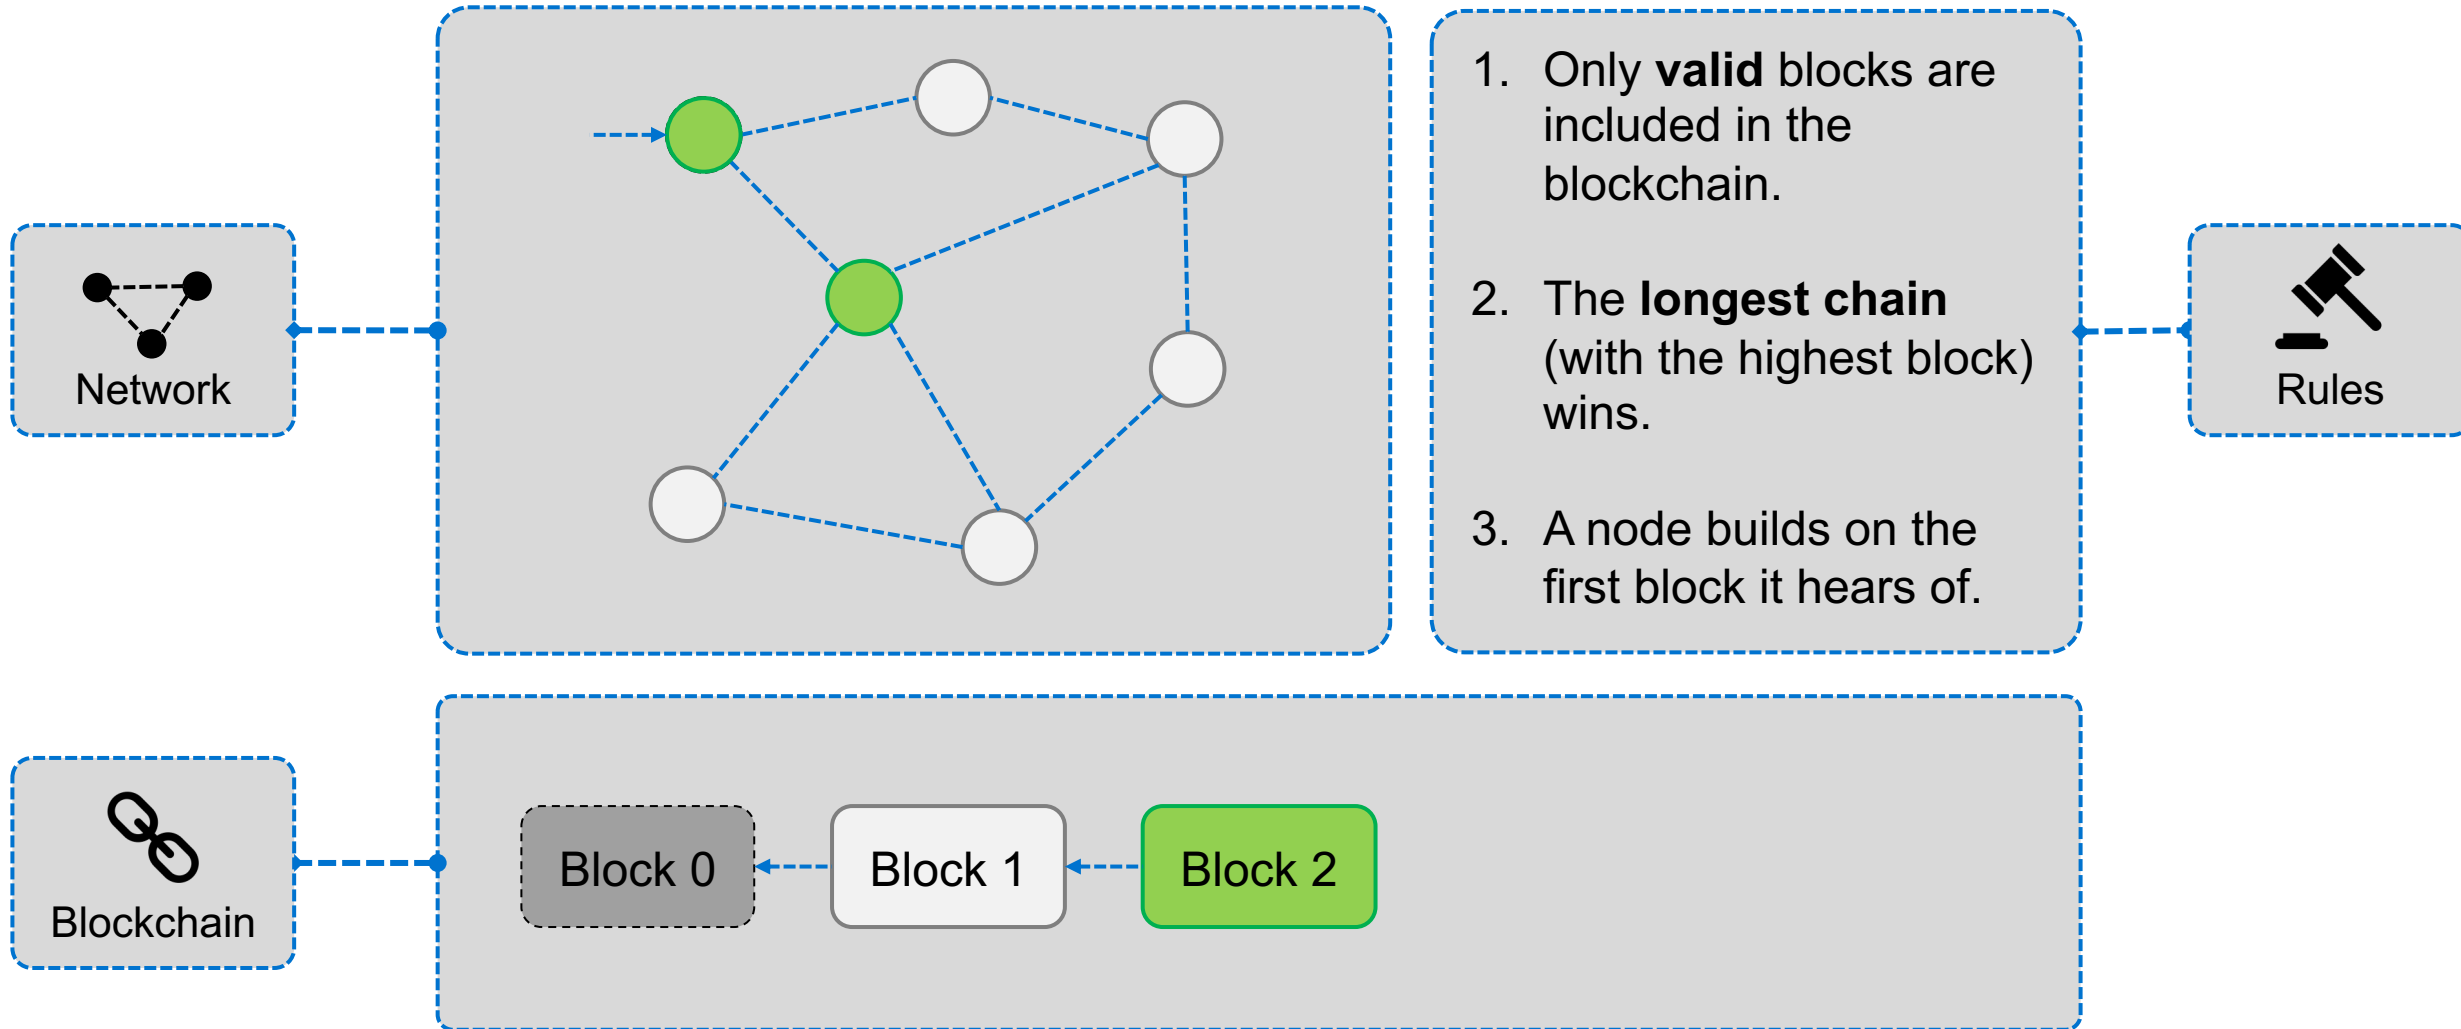 Network
1. Only valid blocks are
included in the
blockchain.
2. The longest chain
(with the highest block)
wins.
3. A node builds on the
first block it hears of.
Rules
Blockchain
Block 0
Block 1
Block 2